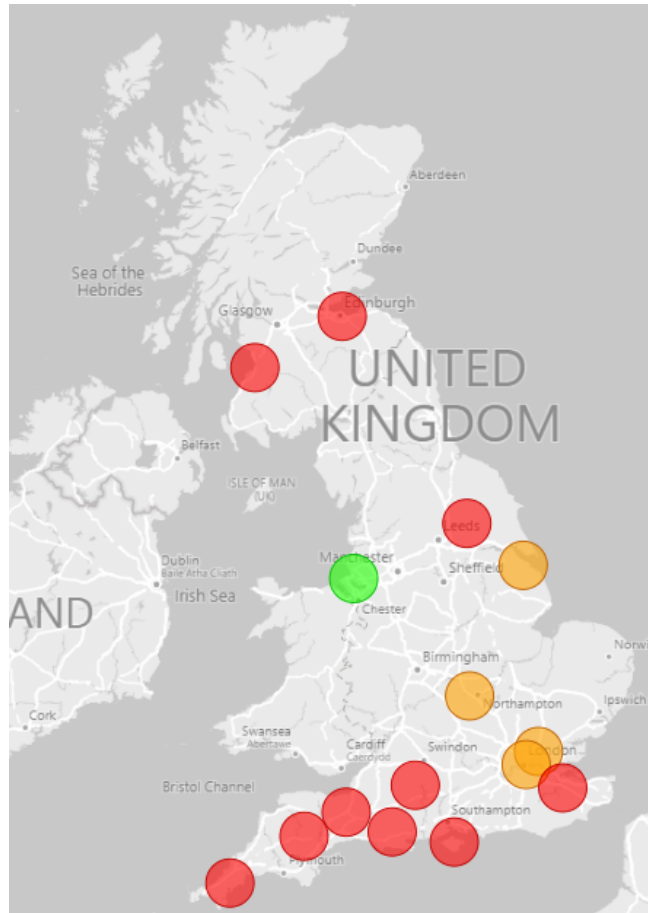 Aberdeen
Dundee
Sea of the
Hebrides
Glasgow
Edinburgh
UNITED
KINGDOM
Belfast
ISLE OF MAN
(UK)
Leeds
Dublin
Baile Átha Cliath
Manchester
Sheffield
Irish Sea
AND
Chester
Norwi
Birmingham
Northampton
Ipswich
Cork
Swansea
Abertawe
Cardiff
Caerdydd
Swindon
London
Bristol Channel
Southampton
Plymouth